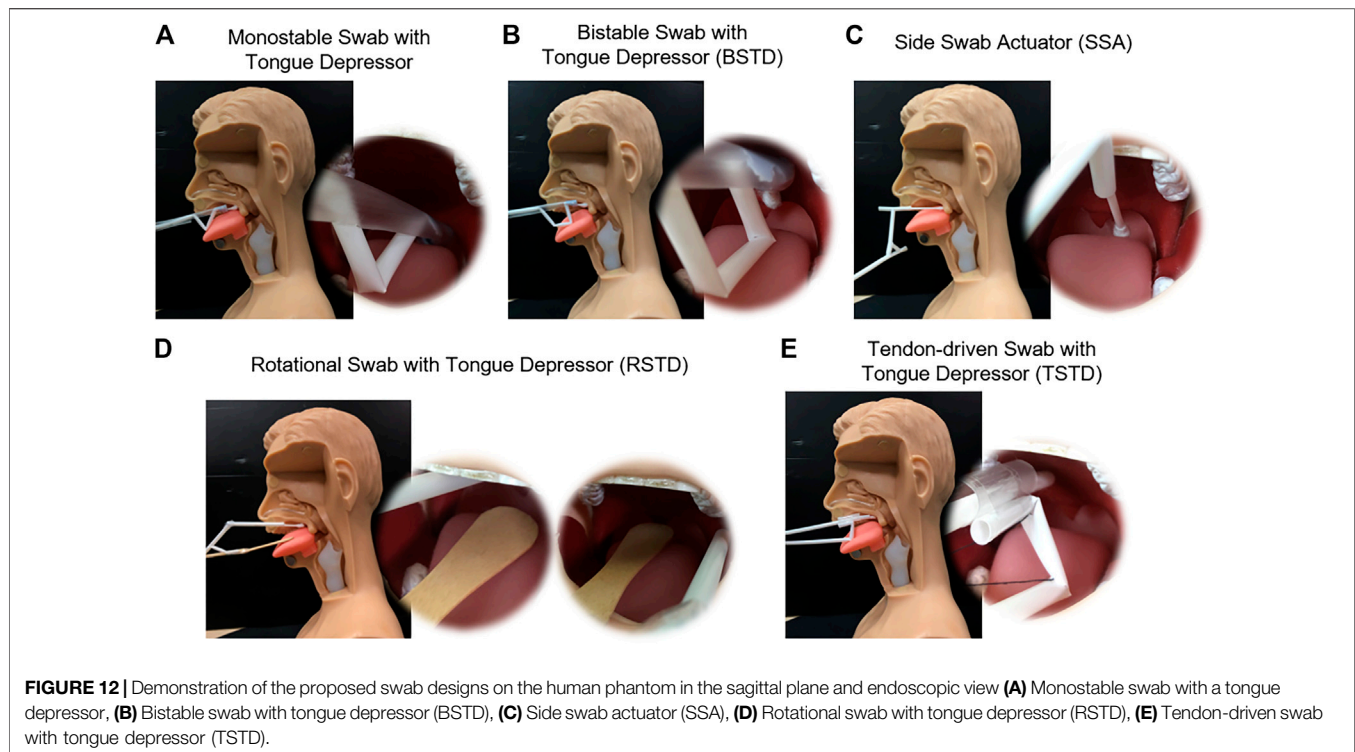 A
Monostable Swab with
Tongue Depressor
B
Bistable Swab with
Tongue Depressor (BSTD)
C
Side Swab Actuator (SSA)
D
Rotational Swab with Tongue Depressor (RSTD)
E
Tendon-driven Swab with
Tongue Depressor (TSTD)
FIGURE 12 | Demonstration of the proposed swab designs on the human phantom in the sagittal plane and endoscopic view (A) Monostable swab with a tongue
depressor, (B) Bistable swab with tongue depressor (BSTD), (C) Side swab actuator (SSA), (D) Rotational swab with tongue depressor (RSTD), (E) Tendon-driven swab
with tongue depressor (TSTD).